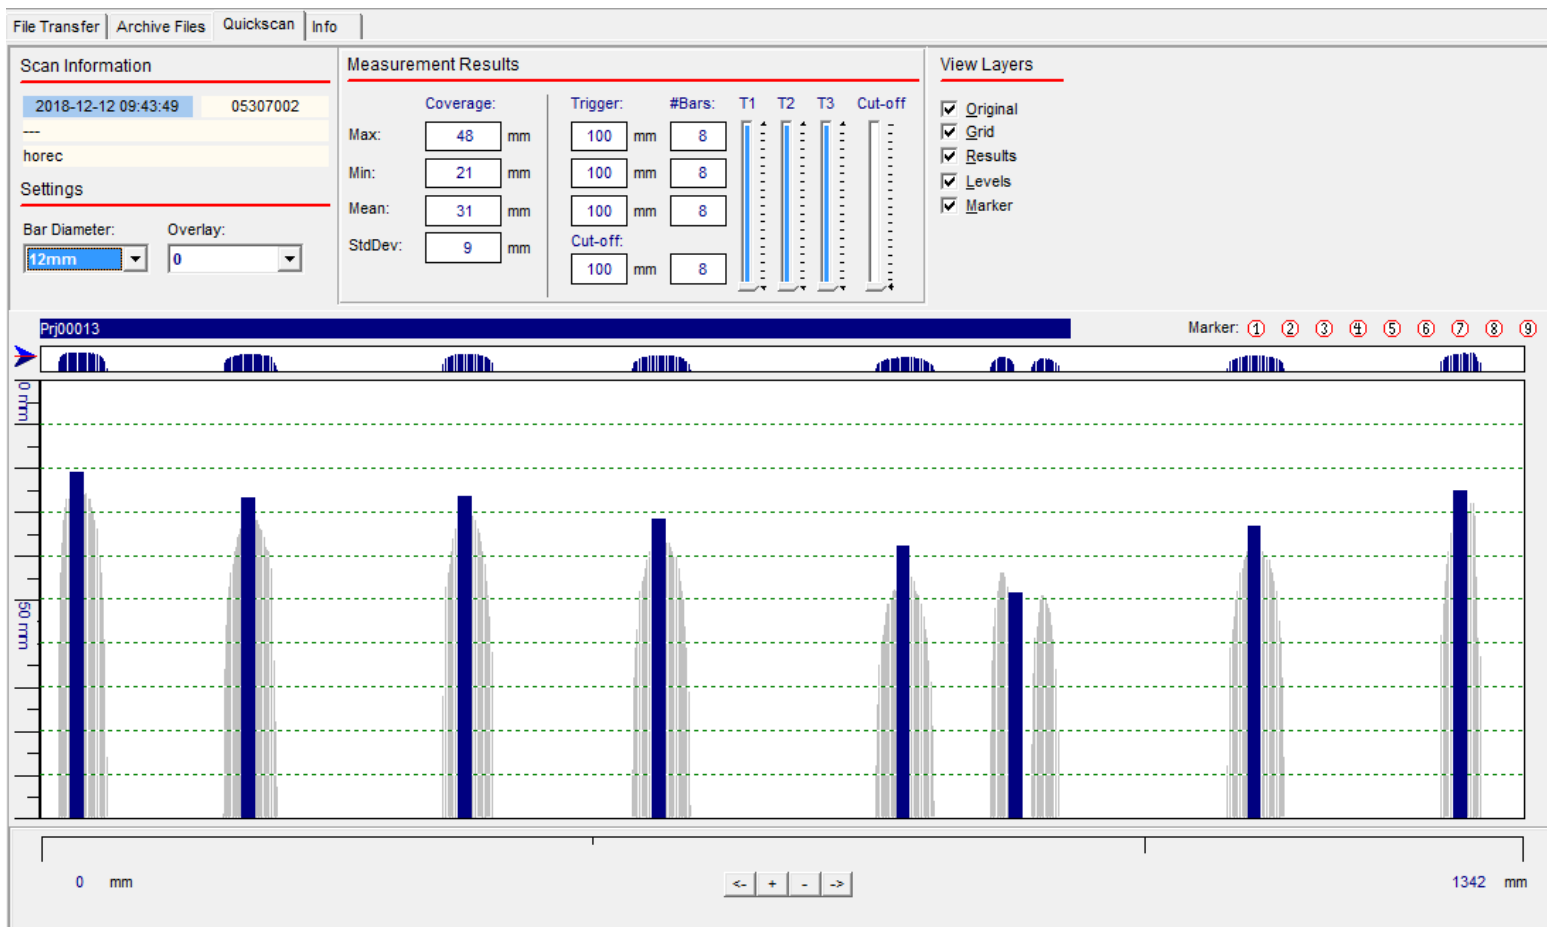 File Transfer Archive Files Quickscan Info
Scan Information Measurement Results View Layers
2018-12-12 09:43:49 05307002 Coverage: Trigger: #Bars: T1 T2 T3 Cut-off Original
--- Max: 48 mm 100 mm 8 Grid
horec Min: 21 mm 100 mm 8 Results
Settings Mean: 31 mm 100 mm 8 Levels
Bar Diameter: Overlay: StdDev: 9 mm Cut-off: Marker
12mm 0 100 mm 8
Prj00013 Marker: 1 2 3 4 5 6 7 8 9
0 mm
50 mm
0 mm <- + - -> 1342 mm